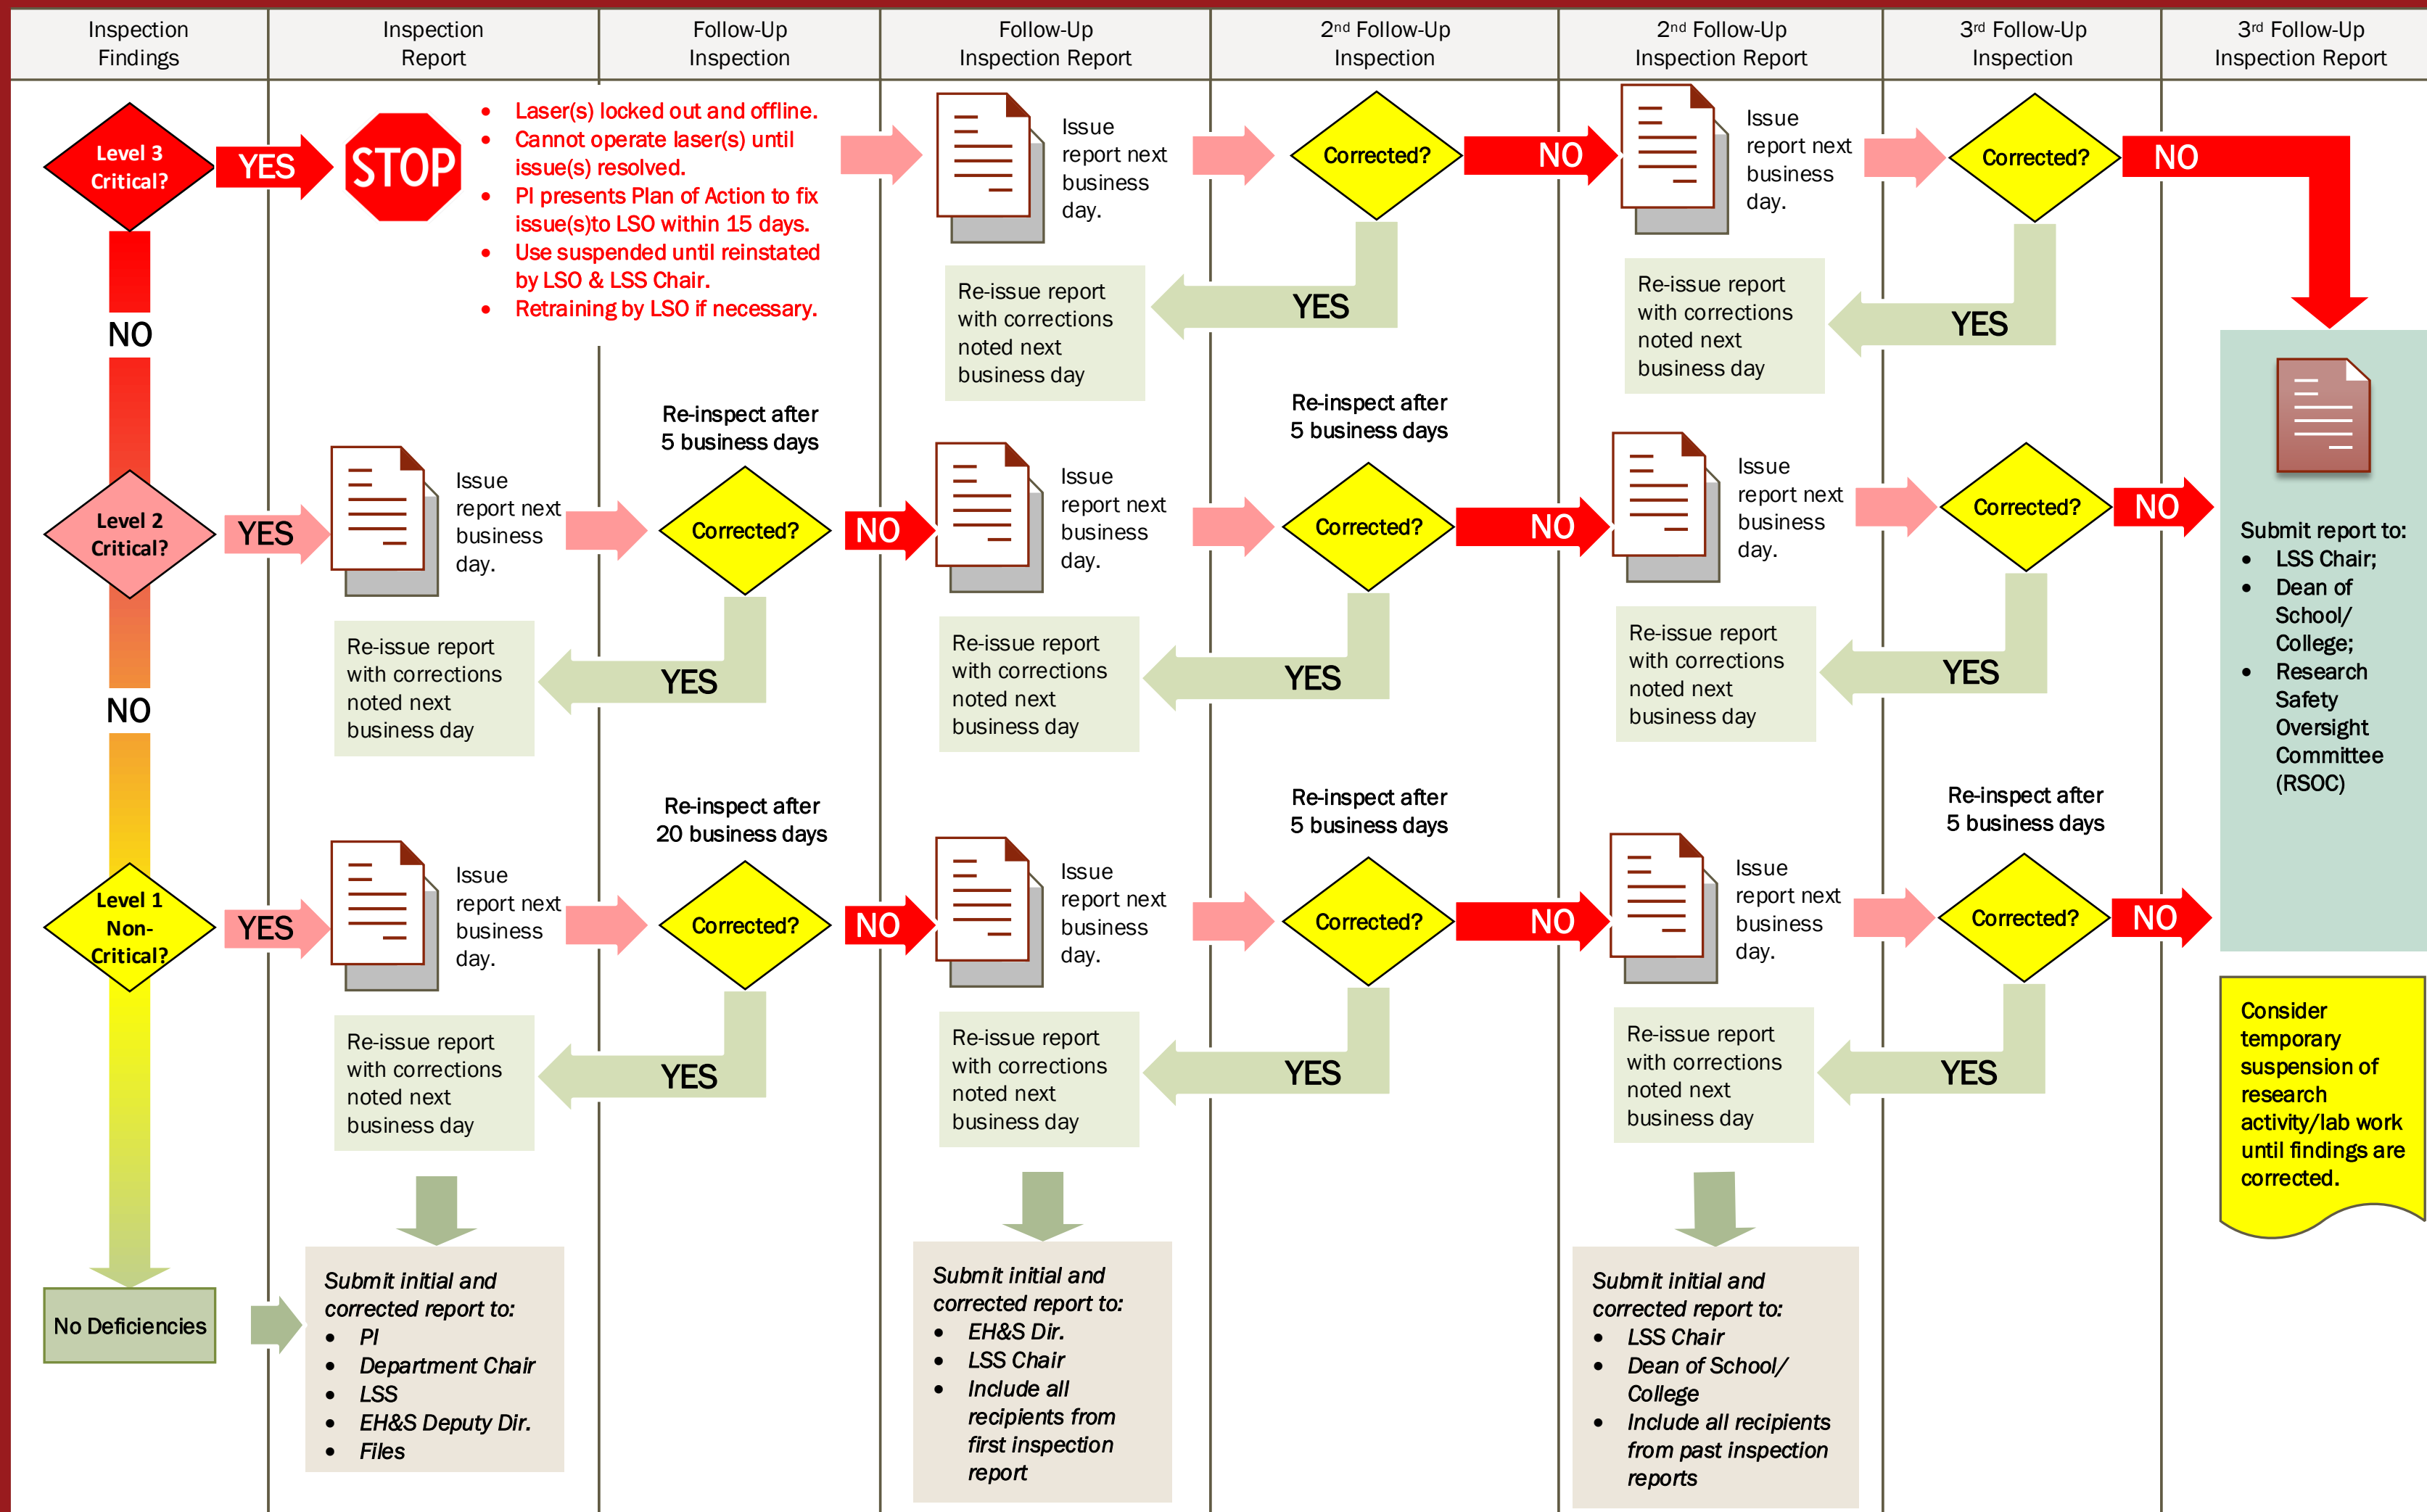 Inspection
Findings
Inspection
Report
Follow-Up
Inspection
Follow-Up
Inspection Report
2nd Follow-Up
Inspection
2nd Follow-Up
Inspection Report
3rd Follow-Up
Inspection
3rd Follow-Up
Inspection Report
Level 3
Critical?
YES
STOP
• Laser(s) locked out and offline.
• Cannot operate laser(s) until
issue(s) resolved.
• PI presents Plan of Action to fix
issue(s)to LSO within 15 days.
• Use suspended until reinstated
by LSO & LSS Chair.
• Retraining by LSO if necessary.
Issue
report next
business
day.
Corrected?
NO
Issue
report next
business
day.
Corrected?
NO
Re-issue report
with corrections
noted next
business day
YES
Re-issue report
with corrections
noted next
business day
YES
NO
Level 2
Critical?
YES
Issue
report next
business
day.
Re-inspect after
5 business days
Corrected?
NO
Issue
report next
business
day.
Re-inspect after
5 business days
Corrected?
NO
Issue
report next
business
day.
Corrected?
NO
Re-issue report
with corrections
noted next
business day
YES
Re-issue report
with corrections
noted next
business day
YES
Re-issue report
with corrections
noted next
business day
YES
Submit report to:
• LSS Chair;
• Dean of
School/
College;
• Research
Safety
Oversight
Committee
(RSOC)
NO
Level 1
Non-
Critical?
YES
Issue
report next
business
day.
Re-inspect after
20 business days
Corrected?
NO
Issue
report next
business
day.
Re-inspect after
5 business days
Corrected?
NO
Issue
report next
business
day.
Re-inspect after
5 business days
Corrected?
NO
Re-issue report
with corrections
noted next
business day
YES
Re-issue report
with corrections
noted next
business day
YES
Re-issue report
with corrections
noted next
business day
YES
Consider
temporary
suspension of
research
activity/lab work
until findings are
corrected.
No Deficiencies
Submit initial and
corrected report to:
• PI
• Department Chair
• LSS
• EH&S Deputy Dir.
• Files
Submit initial and
corrected report to:
• EH&S Dir.
• LSS Chair
• Include all
recipients from
first inspection
report
Submit initial and
corrected report to:
• LSS Chair
• Dean of School/
College
• Include all recipients
from past inspection
reports